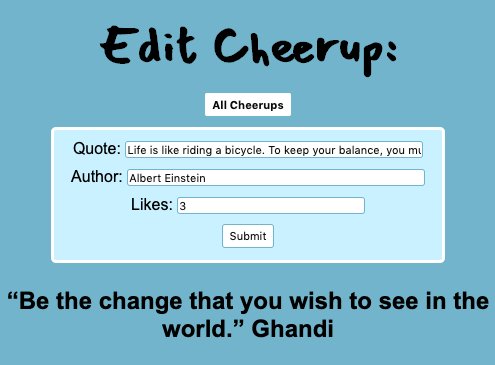 Edit Cheerup:
All Cheerups
Quote: Life is like riding a bicycle. To keep your balance, you
Author: Albert Einstein
Likes: 3
Submit
“Be the change that you wish to see in the
world.” Ghandi